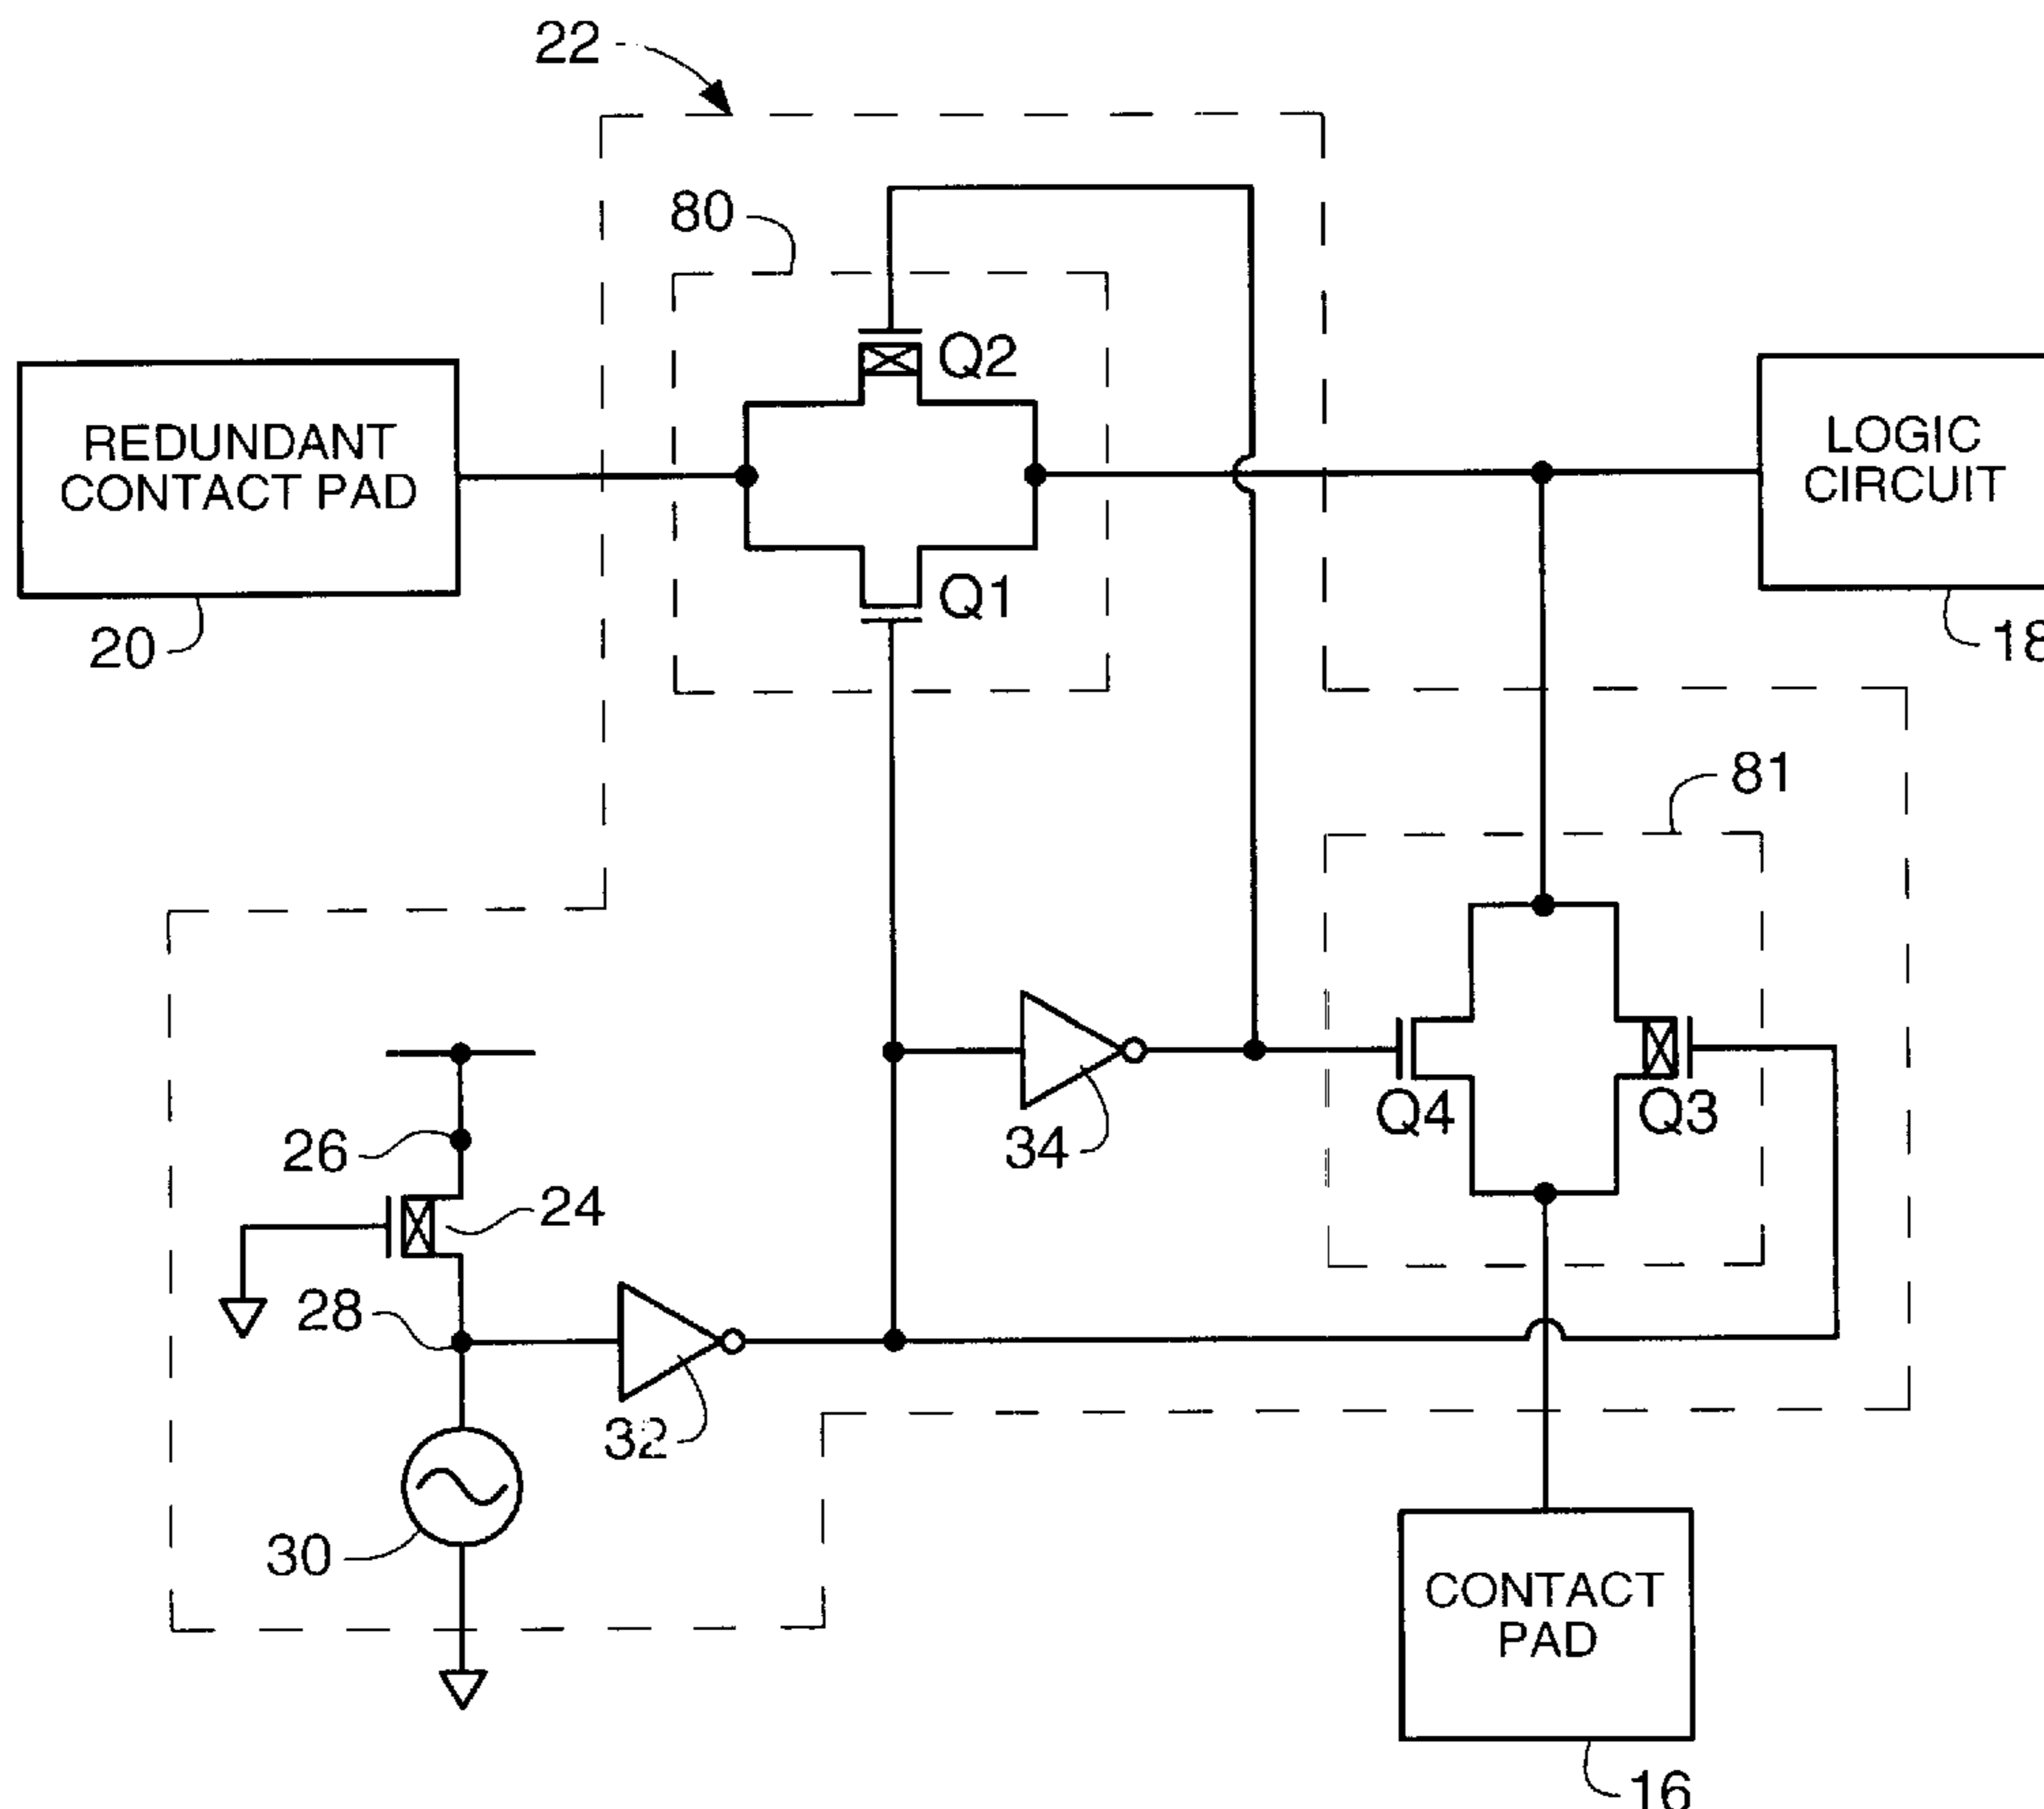 22
80
Q2
REDUNDANT
CONTACT PAD
LOGIC
CIRCUIT
Q1
20
18
81
26
24
34
Q4
Q3
28
32
30
CONTACT
PAD
16